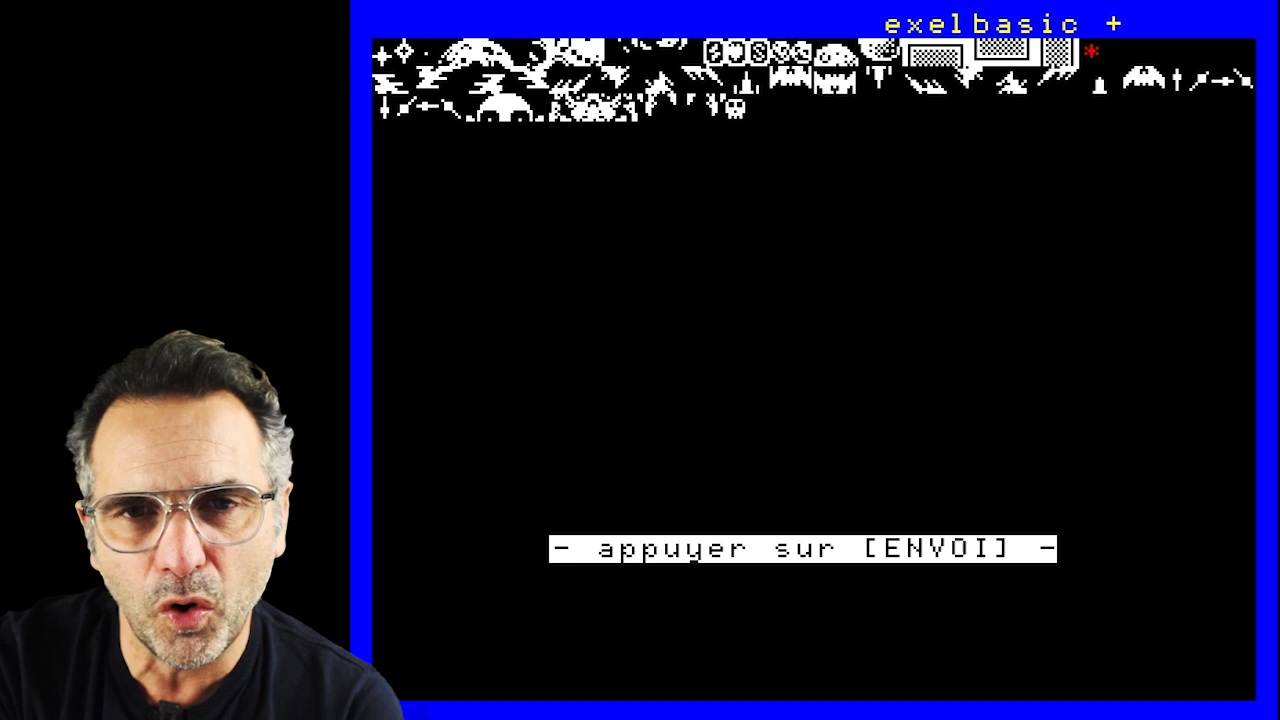 exelbasic +
*
- appuyer sur [ENVOI] -